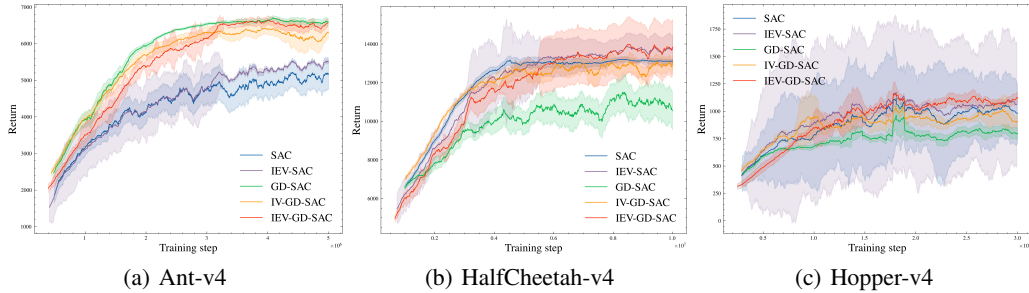 7000
6000
5000
4000
3000
2000
1000
Return
1
2
3
4
5
×10⁶
Training step
SAC
IEV-SAC
GD-SAC
IV-GD-SAC
IEV-GD-SAC
(a) Ant-v4
14000
12000
10000
8000
6000
Return
0.2
0.4
0.6
0.8
1.0
×10⁷
Training step
SAC
IEV-SAC
GD-SAC
IV-GD-SAC
IEV-GD-SAC
(b) HalfCheetah-v4
1750
1500
1250
1000
750
500
250
0
Return
0.5
1.0
1.5
2.0
2.5
3.0
Training step
SAC
IEV-SAC
GD-SAC
IV-GD-SAC
IEV-GD-SAC
(c) Hopper-v4